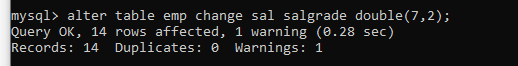 mysql> alter table emp change sal salgrade double(7,2);
Query OK, 14 rows affected, 1 warning (0.28 sec)
Records: 14  Duplicates: 0  Warnings: 1